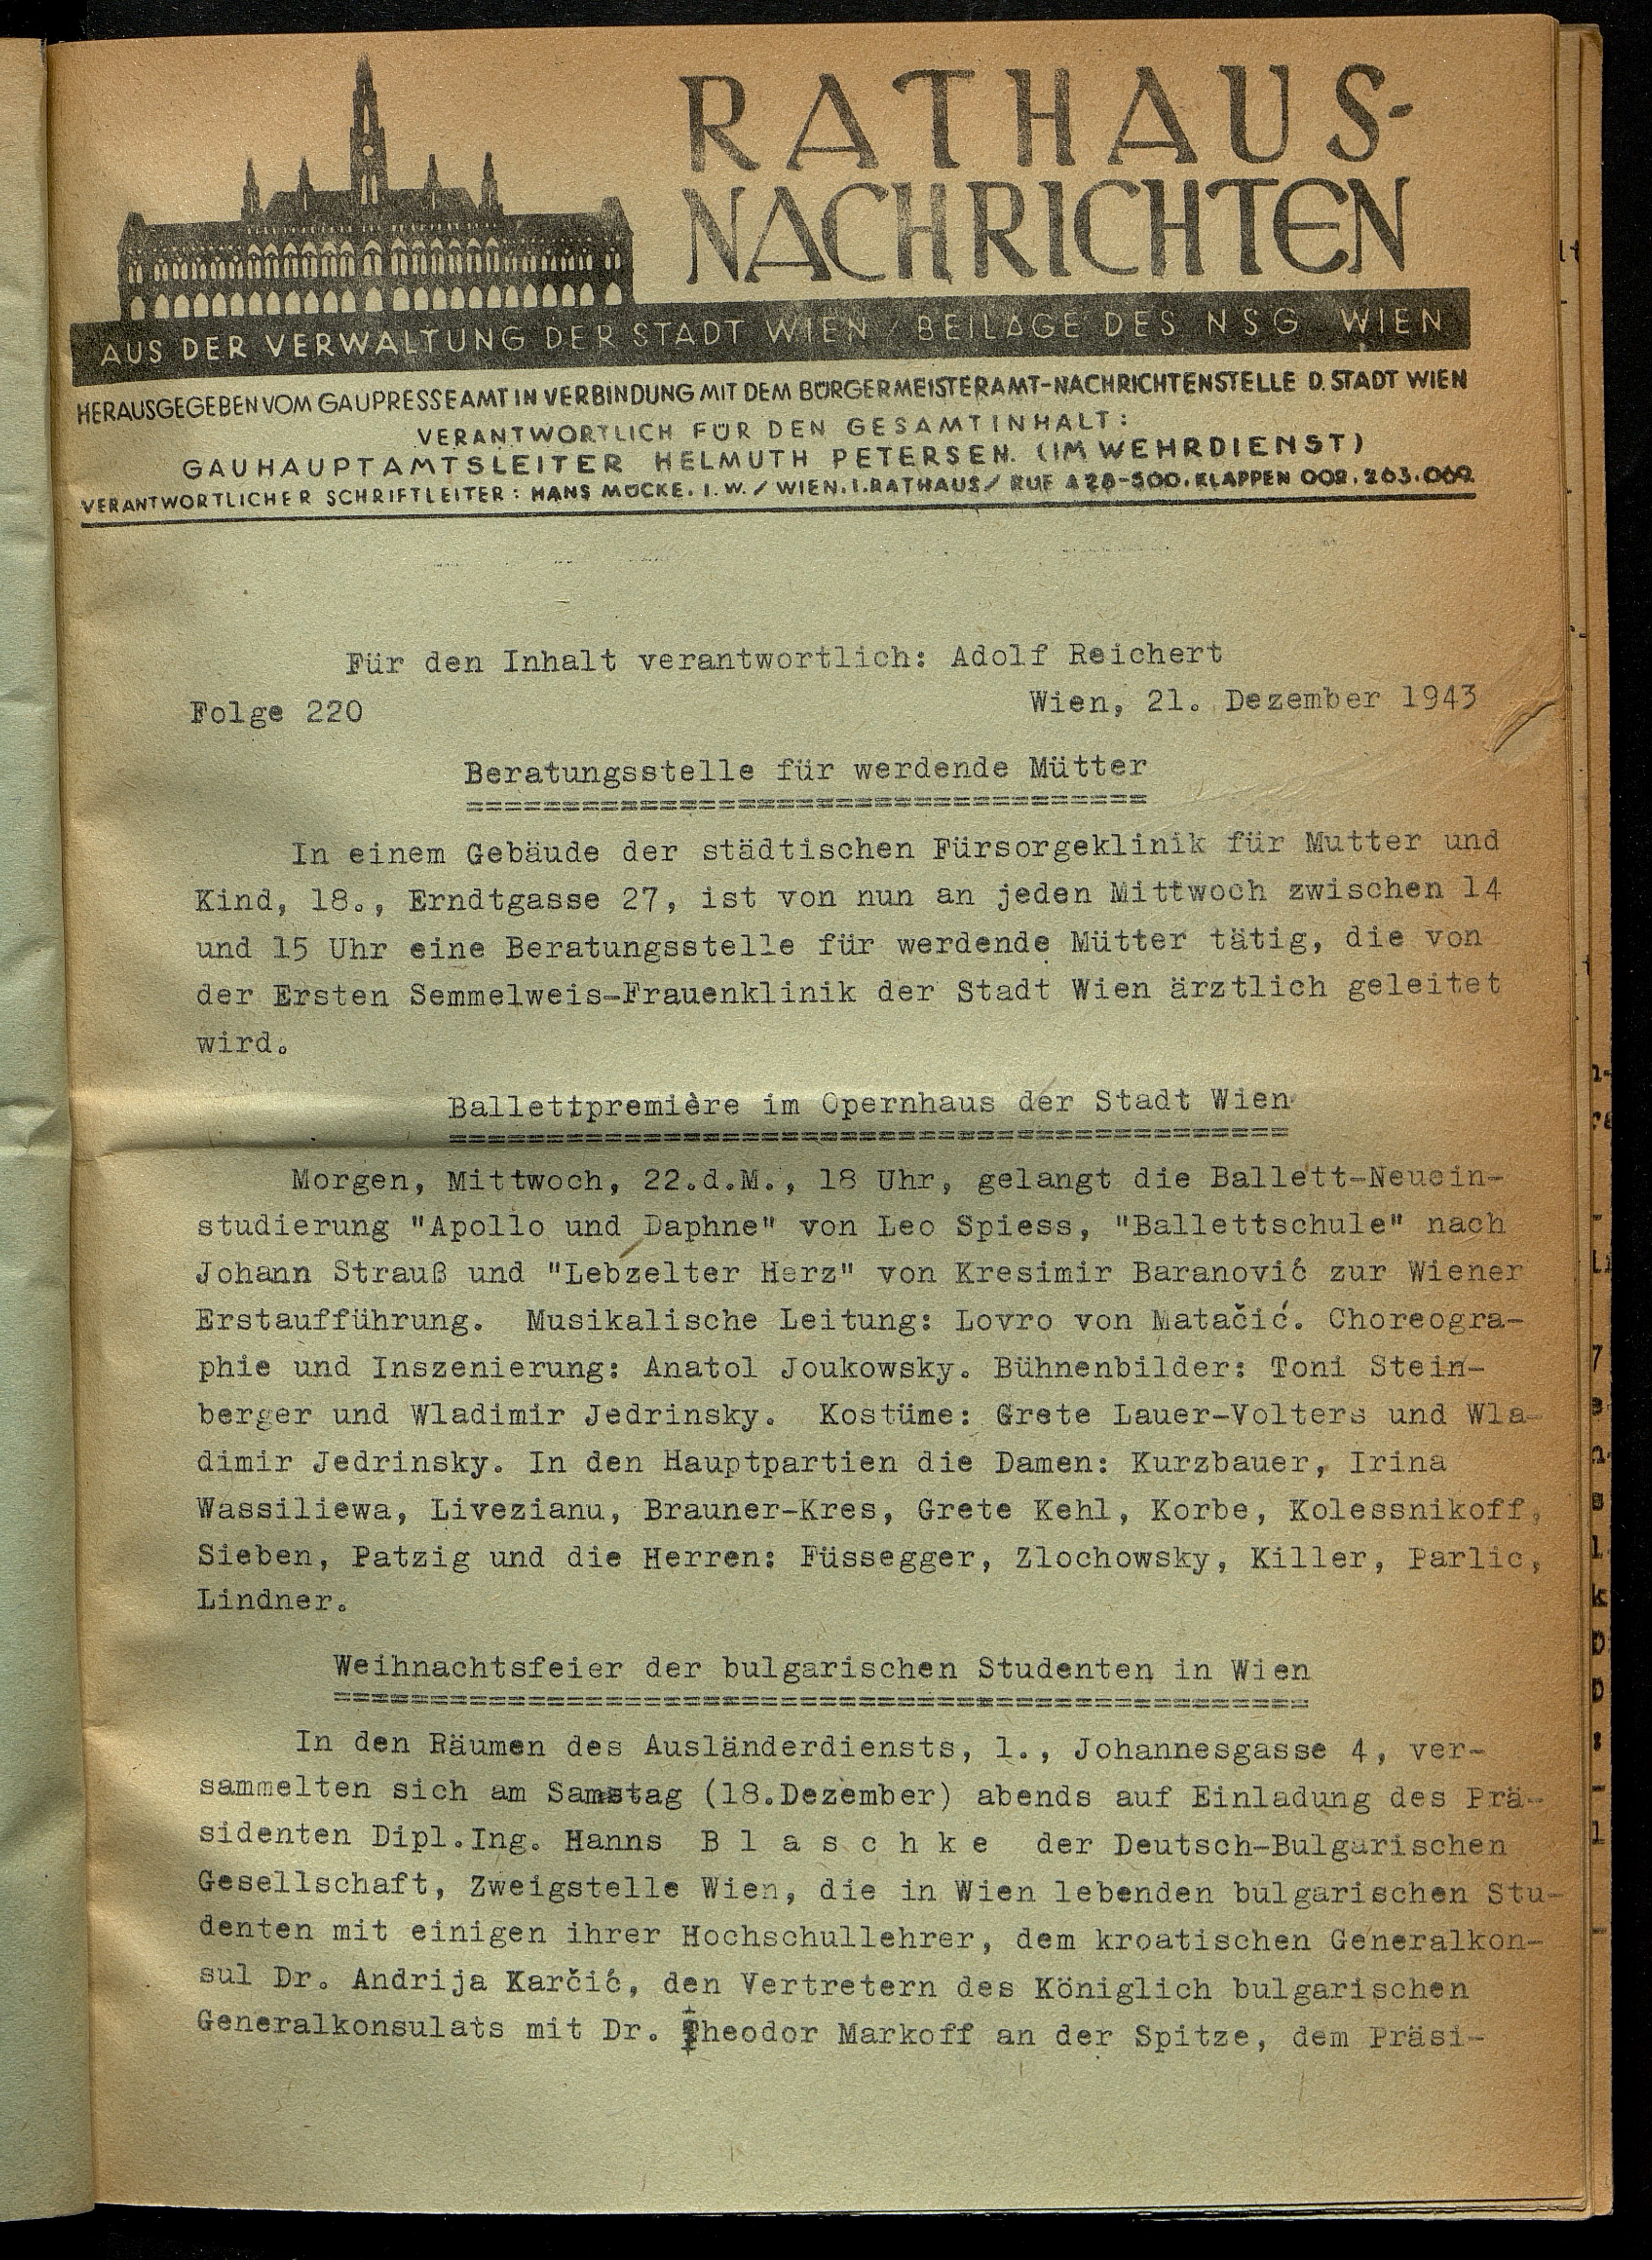 RATHAUS-
NACHRICHTEN
AUS DER VERWALTUNG DER STADT WIEN / BEILAGE DES NSG WIEN
HERAUSGEGEBEN VOM GAUPRESSEAMT IN VERBINDUNG MIT DEM BÜRGERMEISTERAMT-NACHRICHTENSTELLE D. STADT WIEN
VERANTWORTLICH FÜR DEN GESAMTINHALT:
GAUHAUPTAMTSLEITER HELMUTH PETERSEN. (IM WEHRDIENST)
VERANTWORTLICHER SCHRIFTLEITER: HANS MÜCKE. I.W. / WIEN. I. RATHAUS / RUF A 28-500. KLAPPEN 002. 263. 069
Für den Inhalt verantwortlich: Adolf Reichert
Folge 220
Wien, 21. Dezember 1943
Beratungsstelle für werdende Mütter
===================================
In einem Gebäude der städtischen Fürsorgeklinik für Mutter und
Kind, 18., Erndtgasse 27, ist von nun an jeden Mittwoch zwischen 14
und 15 Uhr eine Beratungsstelle für werdende Mütter tätig, die von
der Ersten Semmelweis-Frauenklinik der Stadt Wien ärztlich geleitet
wird.
Ballettpremière im Opernhaus der Stadt Wien
===========================================
Morgen, Mittwoch, 22.d.M., 18 Uhr, gelangt die Ballett-Neuein-
studierung "Apollo und Daphne" von Leo Spiess, "Ballettschule" nach
Johann Strauß und "Lebzelter Herz" von Kresimir Baranović zur Wiener
Erstaufführung. Musikalische Leitung: Lovro von Matačić. Choreogra-
phie und Inszenierung: Anatol Joukowsky. Bühnenbilder: Toni Stein-
berger und Wladimir Jedrinsky. Kostüme: Grete Lauer-Volters und Wla-
dimir Jedrinsky. In den Hauptpartien die Damen: Kurzbauer, Irina
Wassiliewa, Livezianu, Brauner-Kres, Grete Kehl, Korbe, Kolessnikoff,
Sieben, Patzig und die Herren: Füssegger, Zlochowsky, Killer, Parlic,
Lindner.
Weihnachtsfeier der bulgarischen Studenten in Wien
==================================================
In den Räumen des Ausländerdiensts, 1., Johannesgasse 4, ver-
sammelten sich am Samstag (18.Dezember) abends auf Einladung des Prä-
sidenten Dipl.Ing. Hanns B l a s c h k e der Deutsch-Bulgarischen
Gesellschaft, Zweigstelle Wien, die in Wien lebenden bulgarischen Stu-
denten mit einigen ihrer Hochschullehrer, dem kroatischen Generalkon-
sul Dr. Andrija Karčić, den Vertretern des Königlich bulgarischen
Generalkonsulats mit Dr. Theodor Markoff an der Spitze, dem Präsi-